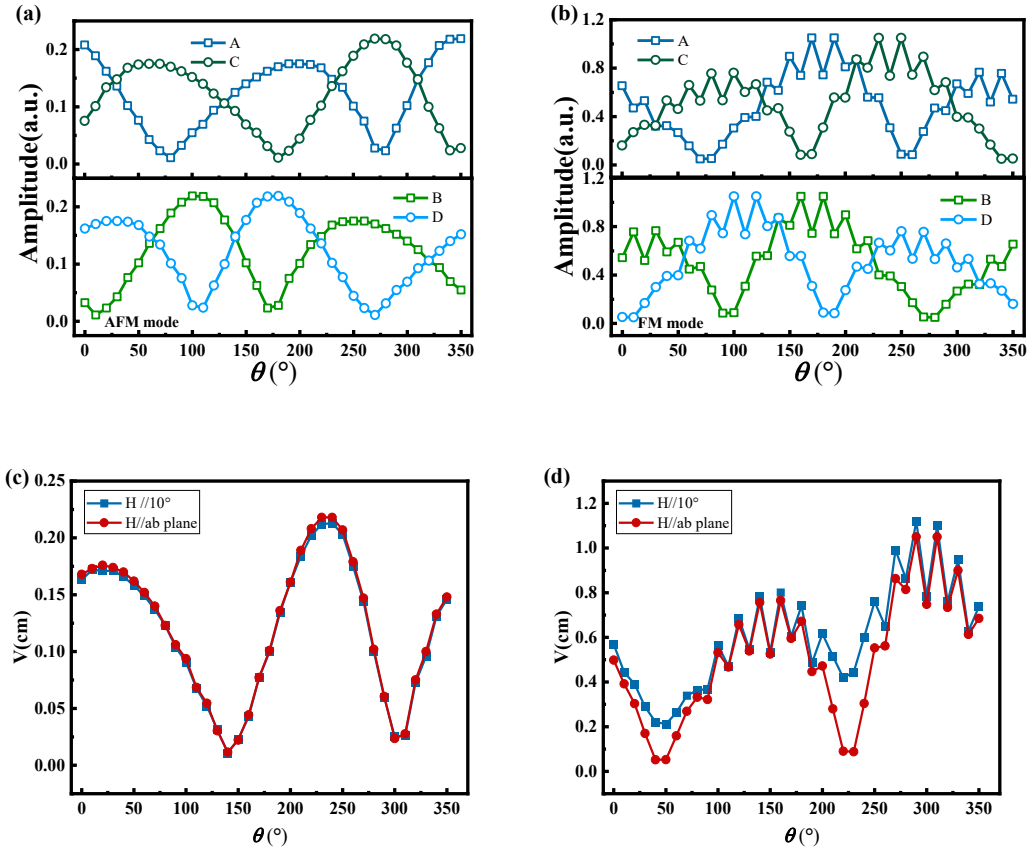 (a)
A
C
0.2
0.1
0.0
B
D
0.2
0.1
0.0
AFM mode
Amplitude(a.u.)
0 50 100 150 200 250 300 350
θ (°)
(b)
1.2
A
C
0.8
0.4
0.0
1.2
B
D
0.8
0.4
0.0
FM mode
Amplitude(a.u.)
0 50 100 150 200 250 300 350
θ (°)
(c)
0.25
H //10°
H//ab plane
0.20
0.15
0.10
0.05
0.00
V(cm)
0 50 100 150 200 250 300 350
θ (°)
(d)
1.2
H//10°
H//ab plane
1.0
0.8
0.6
0.4
0.2
0.0
V(cm)
0 50 100 150 200 250 300 350
θ (°)